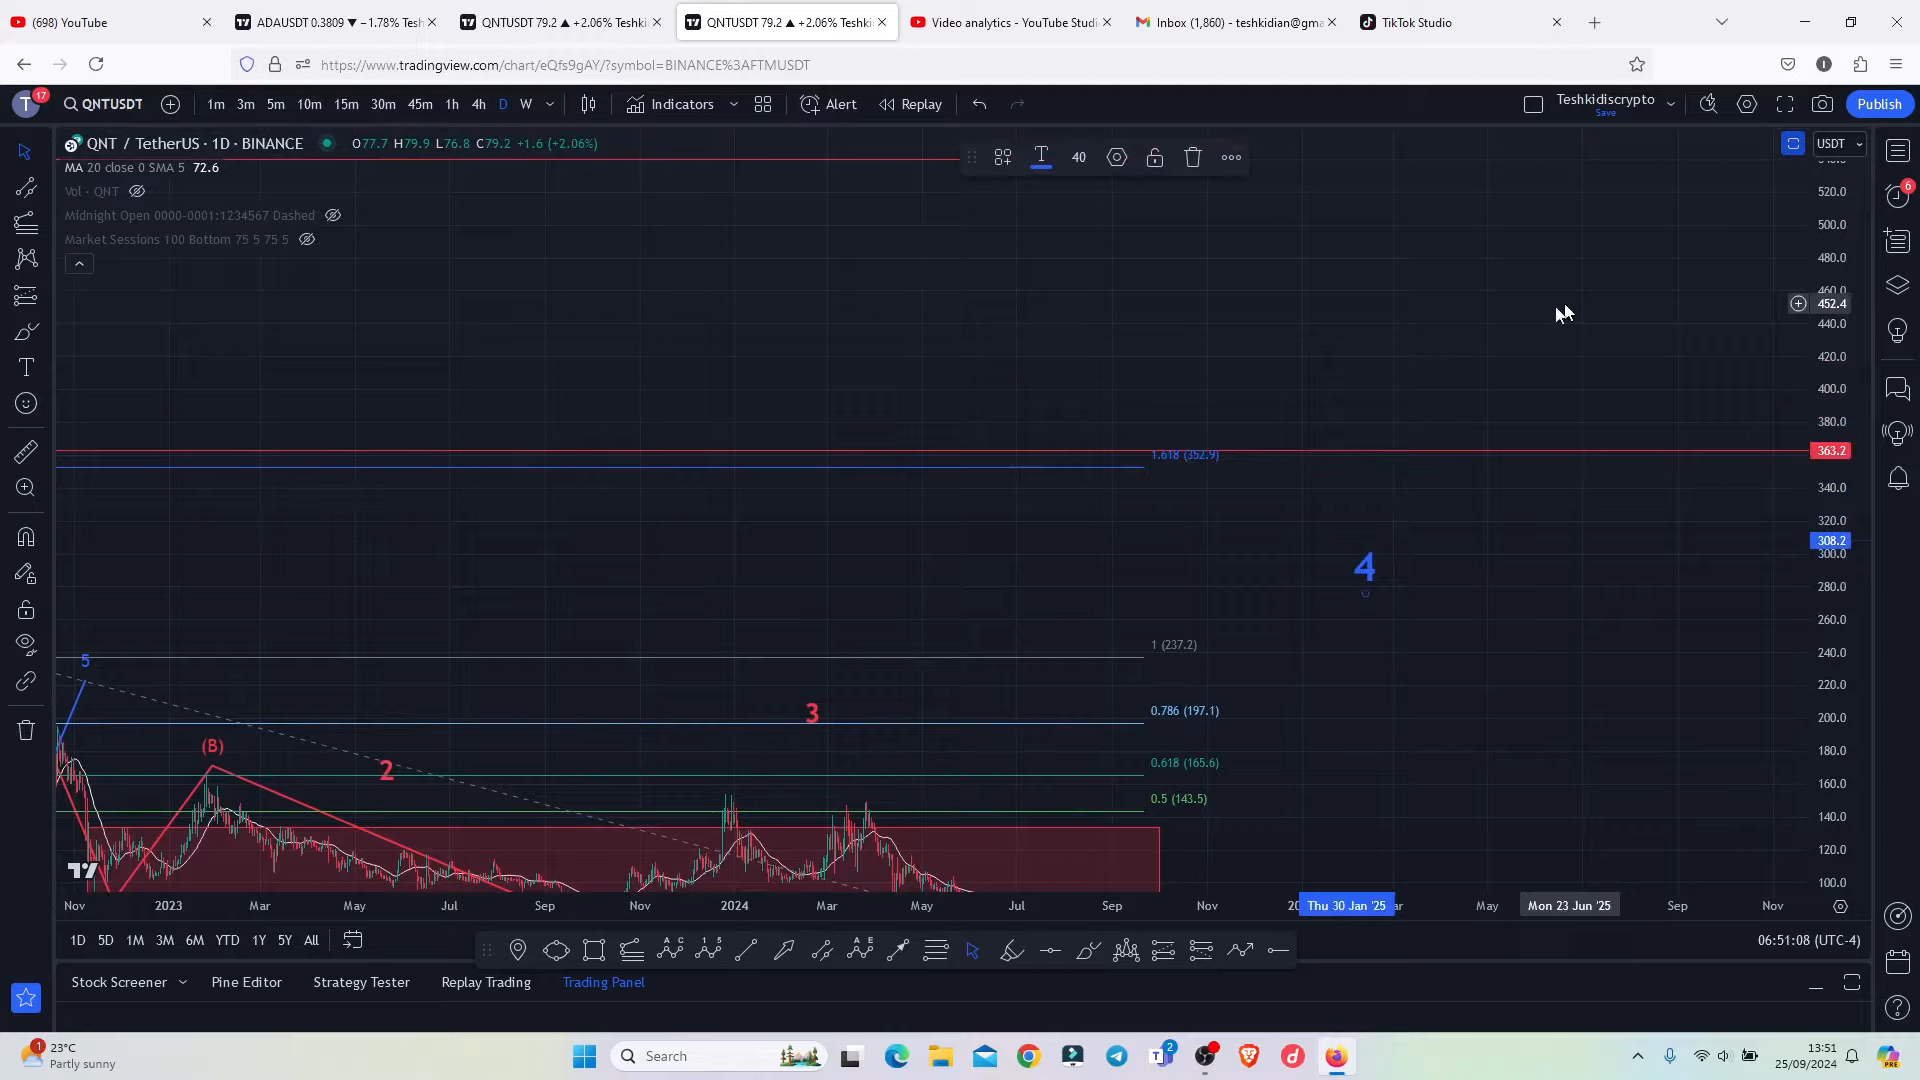 (698) YouTube
ADAUSDT 0.3809 ▼ −1.78% Tesh
QNTUSDT 79.2 ▲ +2.06% Teshki
QNTUSDT 79.2 ▲ +2.06% Teshki
Video analytics - YouTube Studi
Inbox (1,860) - teshkidian@gma
TikTok Studio
https://www.tradingview.com/chart/eQfs9gAY/?symbol=BINANCE%3AFTMUSDT
T
17
QNTUSDT
1m 3m 5m 10m 15m 30m 45m 1h 4h D W
Indicators
Alert
Replay
Teshkidiscrypto
Save
Publish
QNT / TetherUS · 1D · BINANCE
O77.7 H79.9 L76.8 C79.2 +1.6 (+2.06%)
MA 20 close 0 SMA 5 72.6
Vol · QNT
Midnight Open 0000-0001:1234567 Dashed
Market Sessions 100 Bottom 75 5 75 5
T 40
USDT
6
520.0
500.0
480.0
460.0
452.4
440.0
420.0
400.0
380.0
363.2
340.0
320.0
308.2
300.0
280.0
260.0
240.0
220.0
200.0
180.0
160.0
140.0
120.0
100.0
1.618 (352.9)
4
1 (237.2)
5
0.786 (197.1)
3
(B)
2
0.618 (165.6)
0.5 (143.5)
Nov 2023 Mar May Jul Sep Nov 2024 Mar May Jul Sep Nov
Thu 30 Jan '25
May
Mon 23 Jun '25
Sep Nov
1D 5D 1M 3M 6M YTD 1Y 5Y All
06:51:08 (UTC-4)
Stock Screener
Pine Editor
Strategy Tester
Replay Trading
Trading Panel
1
23°C
Partly sunny
Search
2
13:51
25/09/2024
PRE